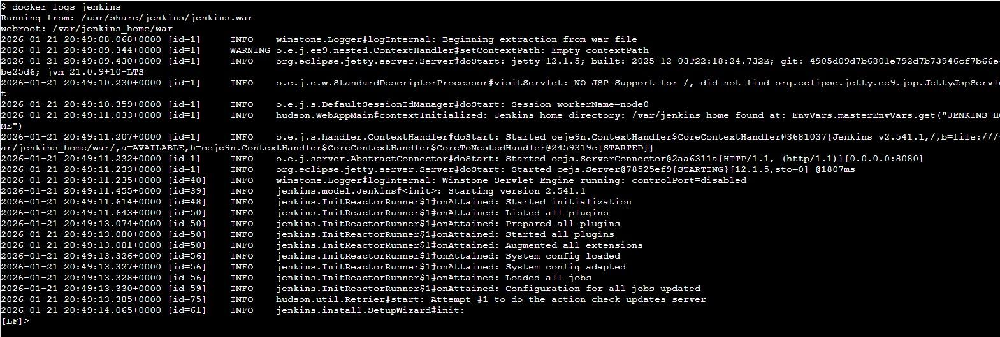 $ docker logs jenkins
Running from: /usr/share/jenkins/jenkins.war
webroot: /var/jenkins_home/war
2026-01-21 20:49:08.068+0000 [id=1]     INFO    winstone.Logger#logInternal: Beginning extraction from war file
2026-01-21 20:49:09.344+0000 [id=1]     WARNING o.e.j.ee9.nested.ContextHandler#setContextPath: Empty contextPath
2026-01-21 20:49:09.430+0000 [id=1]     INFO    org.eclipse.jetty.server.Server#doStart: jetty-12.1.5; built: 2025-12-03T22:18:24.732Z; git: 4905d09d7b6801e792d7b73946cf7b66e
be25d6; jvm 21.0.9+10-LTS
2026-01-21 20:49:10.230+0000 [id=1]     INFO    o.e.j.e.w.StandardDescriptorProcessor#visitServlet: NO JSP Support for /, did not find org.eclipse.jetty.ee9.jsp.JettyJspServl
t
2026-01-21 20:49:10.359+0000 [id=1]     INFO    o.e.j.s.DefaultSessionIdManager#doStart: Session workerName=node0
2026-01-21 20:49:11.033+0000 [id=1]     INFO    hudson.WebAppMain#contextInitialized: Jenkins home directory: /var/jenkins_home found at: EnvVars.masterEnvVars.get("JENKINS_H
ME")
2026-01-21 20:49:11.207+0000 [id=1]     INFO    o.e.j.s.handler.ContextHandler#doStart: Started oeje9n.ContextHandler$CoreContextHandler@3681037{Jenkins v2.541.1,/,b=file:///
ar/jenkins_home/war/,a=AVAILABLE,h=oeje9n.ContextHandler$CoreContextHandler$CoreToNestedHandler@2459319c{STARTED}}
2026-01-21 20:49:11.232+0000 [id=1]     INFO    o.e.j.server.AbstractConnector#doStart: Started oejs.ServerConnector@2aa6311a{HTTP/1.1, (http/1.1)}{0.0.0.0:8080}
2026-01-21 20:49:11.233+0000 [id=1]     INFO    org.eclipse.jetty.server.Server#doStart: Started oejs.Server@78525ef9{STARTING}[12.1.5,sto=0] @1807ms
2026-01-21 20:49:11.235+0000 [id=40]    INFO    winstone.Logger#logInternal: Winstone Servlet Engine running: controlPort=disabled
2026-01-21 20:49:11.455+0000 [id=39]    INFO    jenkins.model.Jenkins#<init>: Starting version 2.541.1
2026-01-21 20:49:11.614+0000 [id=48]    INFO    jenkins.InitReactorRunner$1#onAttained: Started initialization
2026-01-21 20:49:11.643+0000 [id=50]    INFO    jenkins.InitReactorRunner$1#onAttained: Listed all plugins
2026-01-21 20:49:13.074+0000 [id=50]    INFO    jenkins.InitReactorRunner$1#onAttained: Prepared all plugins
2026-01-21 20:49:13.080+0000 [id=50]    INFO    jenkins.InitReactorRunner$1#onAttained: Started all plugins
2026-01-21 20:49:13.081+0000 [id=50]    INFO    jenkins.InitReactorRunner$1#onAttained: Augmented all extensions
2026-01-21 20:49:13.326+0000 [id=56]    INFO    jenkins.InitReactorRunner$1#onAttained: System config loaded
2026-01-21 20:49:13.327+0000 [id=56]    INFO    jenkins.InitReactorRunner$1#onAttained: System config adapted
2026-01-21 20:49:13.328+0000 [id=56]    INFO    jenkins.InitReactorRunner$1#onAttained: Loaded all jobs
2026-01-21 20:49:13.330+0000 [id=59]    INFO    jenkins.InitReactorRunner$1#onAttained: Configuration for all jobs updated
2026-01-21 20:49:13.385+0000 [id=75]    INFO    hudson.util.Retrier#start: Attempt #1 to do the action check updates server
2026-01-21 20:49:14.065+0000 [id=61]    INFO    jenkins.install.SetupWizard#init:
[LF]>